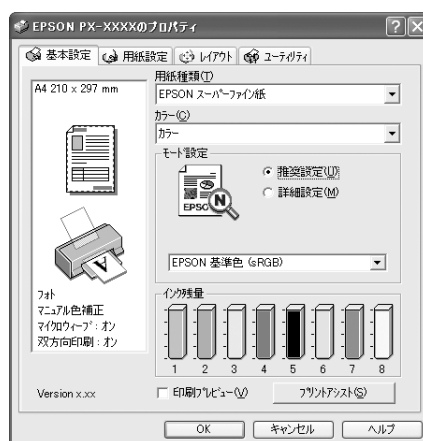 EPSON PX-XXXXのプロパティ
基本設定 用紙設定 レイアウト ユーティリティ
A4 210 x 297 mm
用紙種類(T)
EPSON スーパーファイン紙
カラー(C)
カラー
モード設定
推奨設定(U)
詳細設定(M)
EPSO
N
EPSON 基準色 (sRGB)
フォト
マニュアル色補正
マイクロウィーブ : オン
双方向印刷 : オン
インク残量
1 2 3 4 5 6 7 8
Version x.xx
印刷プレビュー(V)
プリントアシスト(S)
OK キャンセル ヘルプ